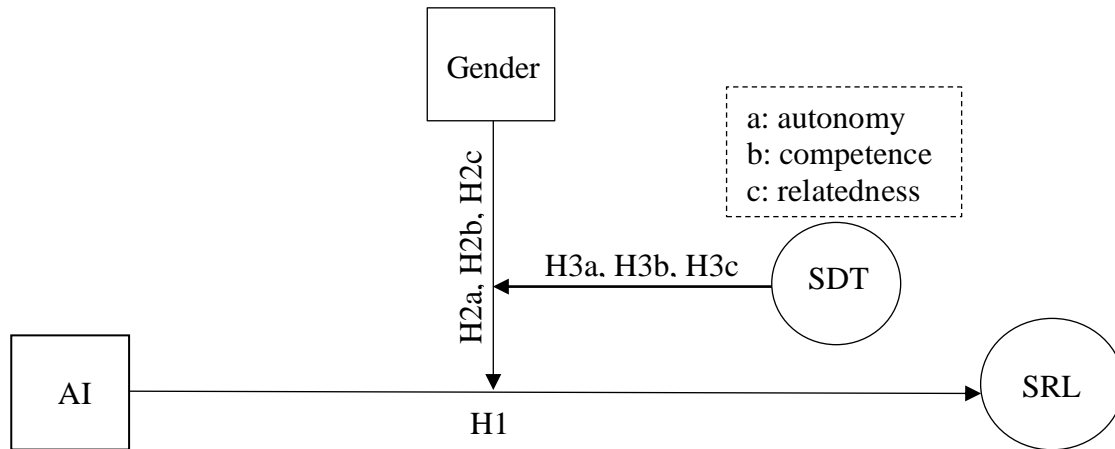 Gender
a: autonomy
b: competence
c: relatedness
H2a, H2b, H2c
H3a, H3b, H3c
SDT
AI
SRL
H1